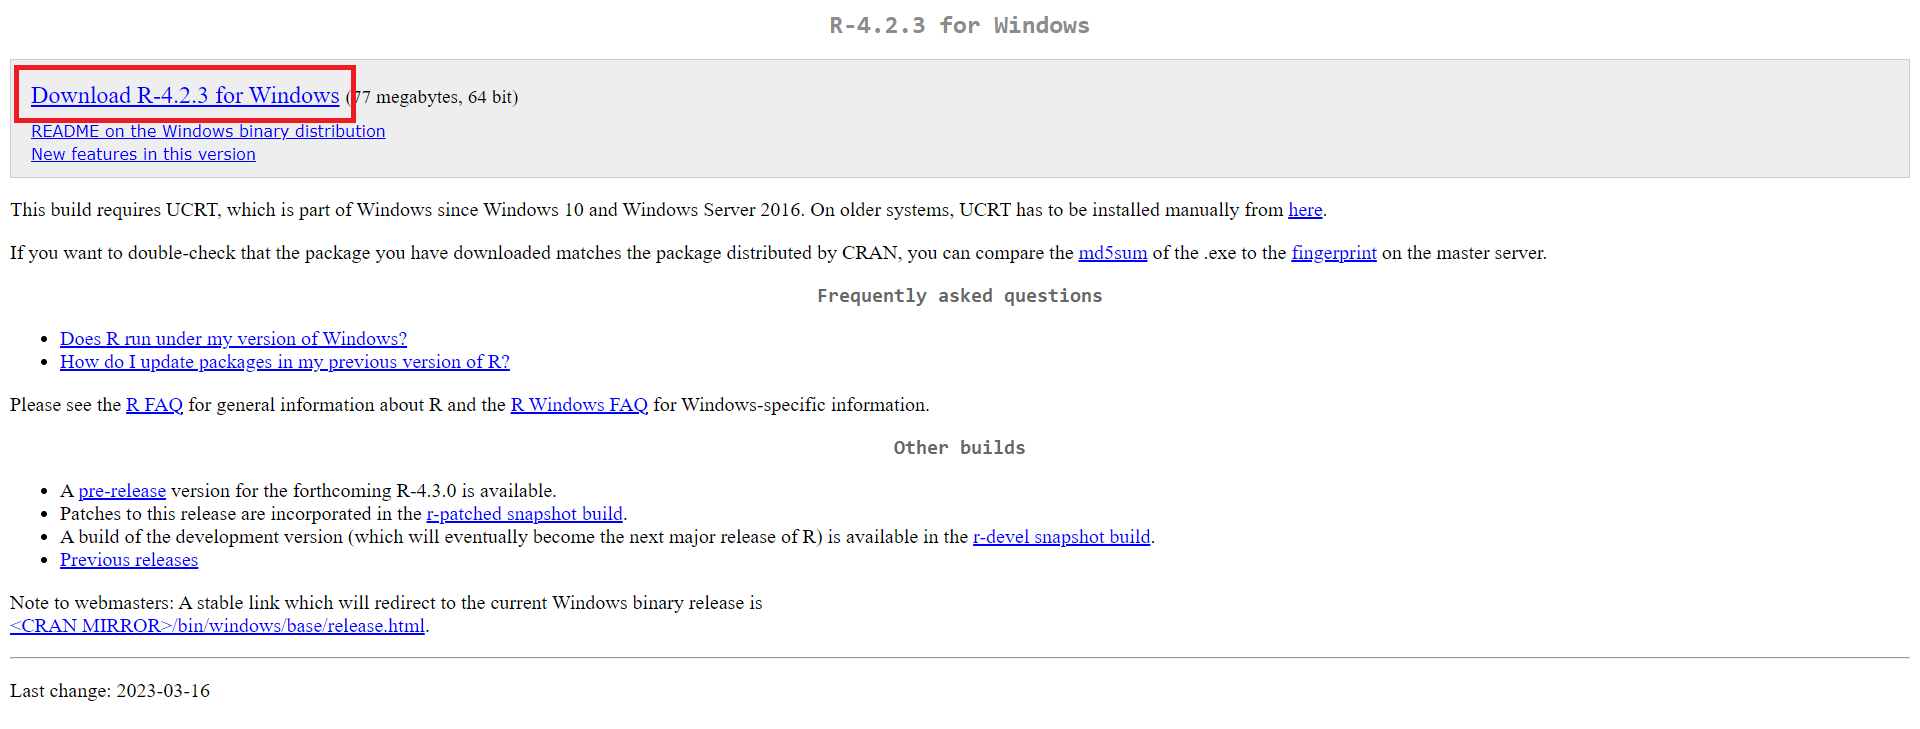 R-4.2.3 for Windows
Download R-4.2.3 for Windows (77 megabytes, 64 bit)
README on the Windows binary distribution
New features in this version
This build requires UCRT, which is part of Windows since Windows 10 and Windows Server 2016. On older systems, UCRT has to be installed manually from here.
If you want to double-check that the package you have downloaded matches the package distributed by CRAN, you can compare the md5sum of the .exe to the fingerprint on the master server.
Frequently asked questions
• Does R run under my version of Windows?
• How do I update packages in my previous version of R?
Please see the R FAQ for general information about R and the R Windows FAQ for Windows-specific information.
Other builds
• A pre-release version for the forthcoming R-4.3.0 is available.
• Patches to this release are incorporated in the r-patched snapshot build.
• A build of the development version (which will eventually become the next major release of R) is available in the r-devel snapshot build.
• Previous releases
Note to webmasters: A stable link which will redirect to the current Windows binary release is
<CRAN MIRROR>/bin/windows/base/release.html.
Last change: 2023-03-16